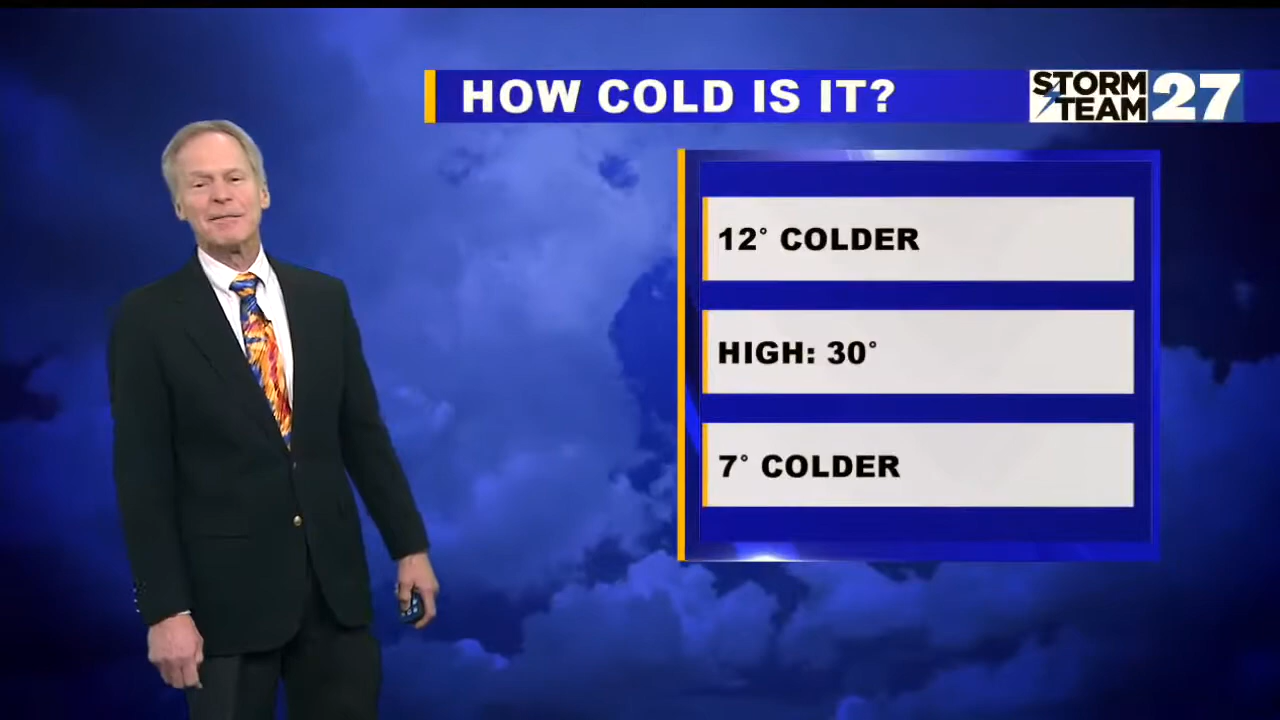 HOW COLD IS IT?
STORM
TEAM
27
12° COLDER
HIGH: 30°
7° COLDER